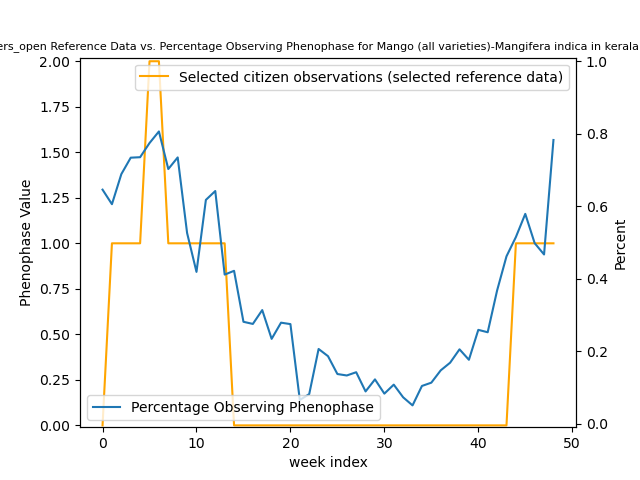 ers_open Reference Data vs. Percentage Observing Phenophase for Mango (all varieties)-Mangifera indica in kerala
Selected citizen observations (selected reference data)
Percentage Observing Phenophase
Phenophase Value
2.00
1.75
1.50
1.25
1.00
0.75
0.50
0.25
0.00
1.0
0.8
0.6
0.4
0.2
0.0
Percent
0 10 20 30 40 50
week index